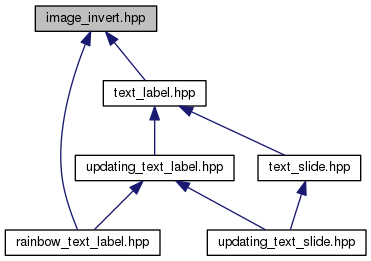 image_invert.hpp
text_label.hpp
updating_text_label.hpp
text_slide.hpp
rainbow_text_label.hpp
updating_text_slide.hpp